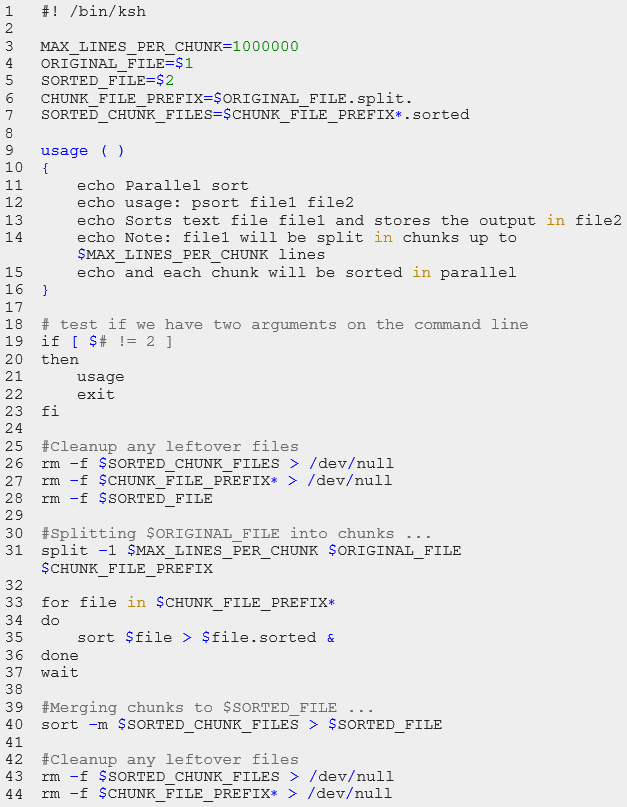 1 #! /bin/ksh
2
3 MAX_LINES_PER_CHUNK=1000000
4 ORIGINAL_FILE=$1
5 SORTED_FILE=$2
6 CHUNK_FILE_PREFIX=$ORIGINAL_FILE.split.
7 SORTED_CHUNK_FILES=$CHUNK_FILE_PREFIX*.sorted
8
9 usage ( )
10 {
11     echo Parallel sort
12     echo usage: psort file1 file2
13     echo Sorts text file file1 and stores the output in file2
14     echo Note: file1 will be split in chunks up to
    $MAX_LINES_PER_CHUNK lines
15     echo and each chunk will be sorted in parallel
16 }
17
18 # test if we have two arguments on the command line
19 if [ $# != 2 ]
20 then
21     usage
22     exit
23 fi
24
25 #Cleanup any leftover files
26 rm -f $SORTED_CHUNK_FILES > /dev/null
27 rm -f $CHUNK_FILE_PREFIX* > /dev/null
28 rm -f $SORTED_FILE
29
30 #Splitting $ORIGINAL_FILE into chunks ...
31 split -1 $MAX_LINES_PER_CHUNK $ORIGINAL_FILE
$CHUNK_FILE_PREFIX
32
33 for file in $CHUNK_FILE_PREFIX*
34 do
35     sort $file > $file.sorted &
36 done
37 wait
38
39 #Merging chunks to $SORTED_FILE ...
40 sort -m $SORTED_CHUNK_FILES > $SORTED_FILE
41
42 #Cleanup any leftover files
43 rm -f $SORTED_CHUNK_FILES > /dev/null
44 rm -f $CHUNK_FILE_PREFIX* > /dev/null